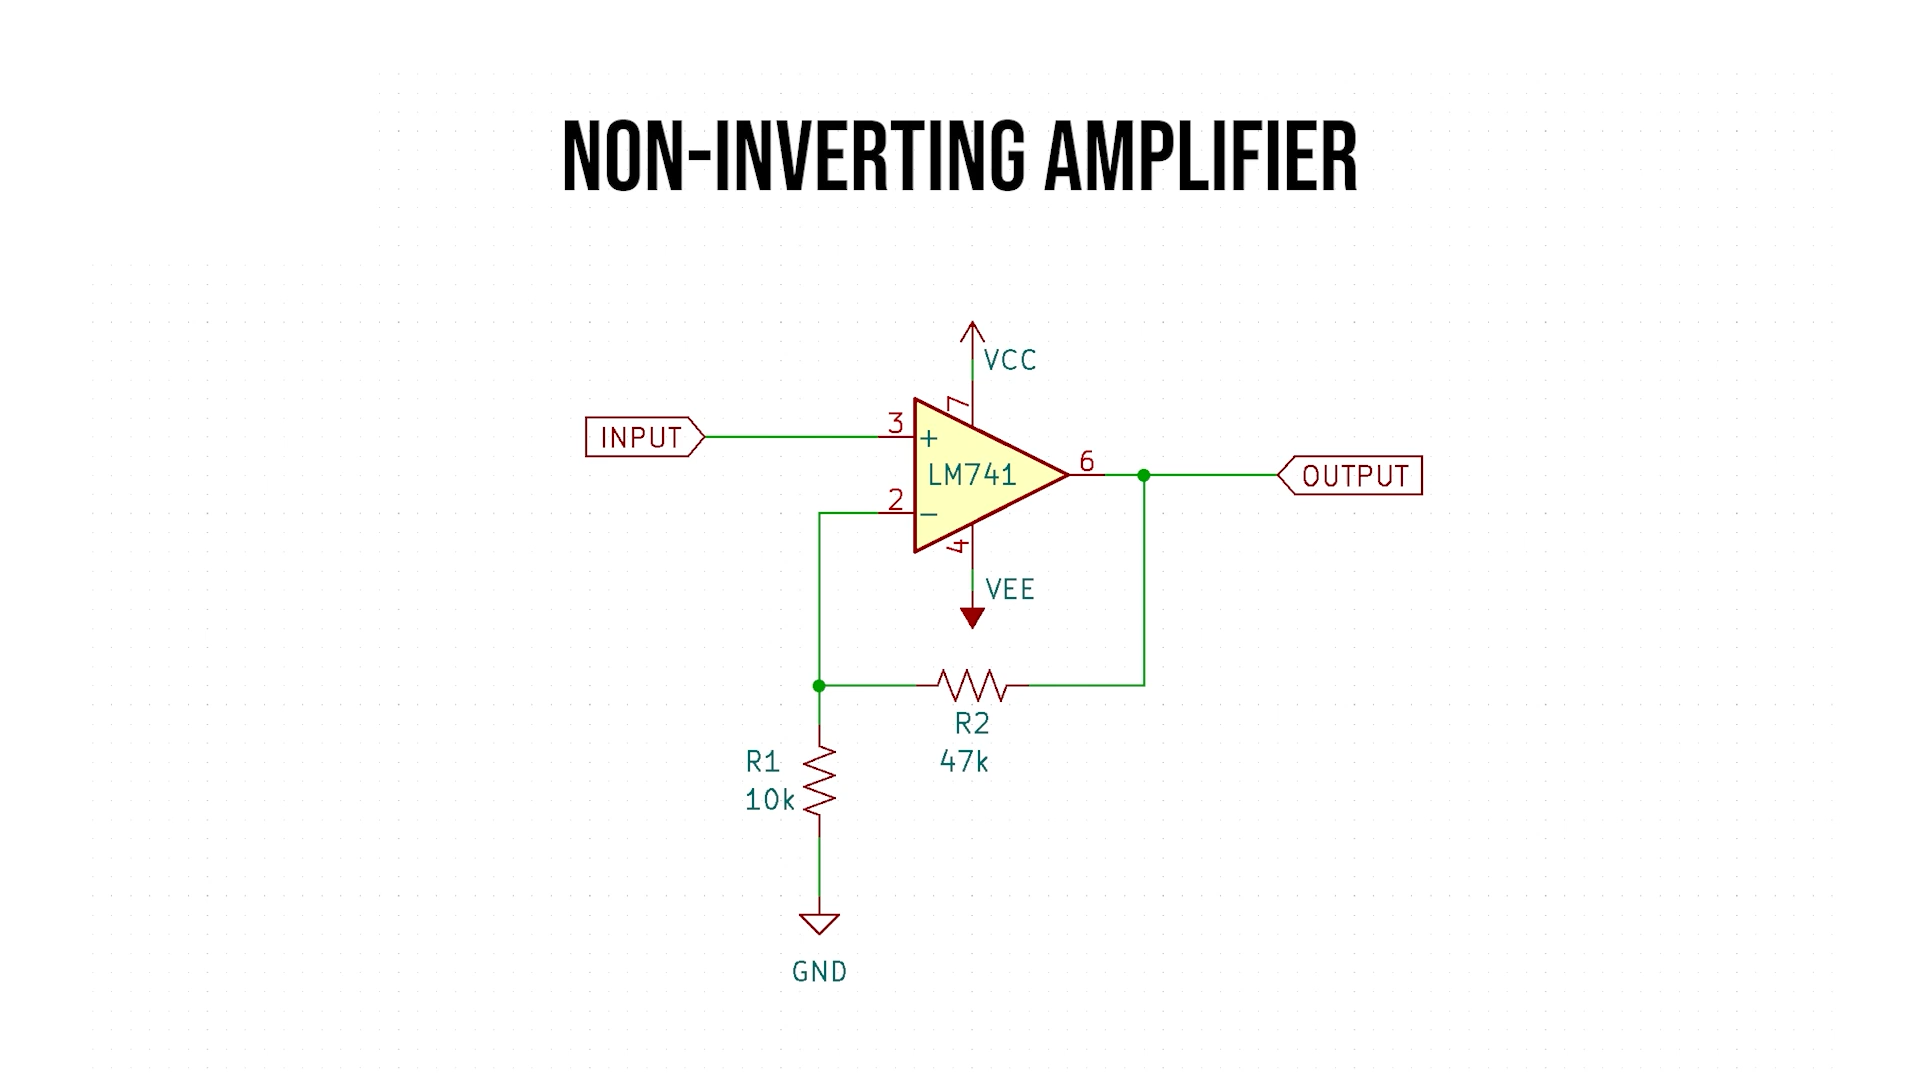 NON-INVERTING AMPLIFIER
VCC
7
INPUT
3
+
LM741
6
OUTPUT
2
−
4
VEE
R2
47k
R1
10k
GND